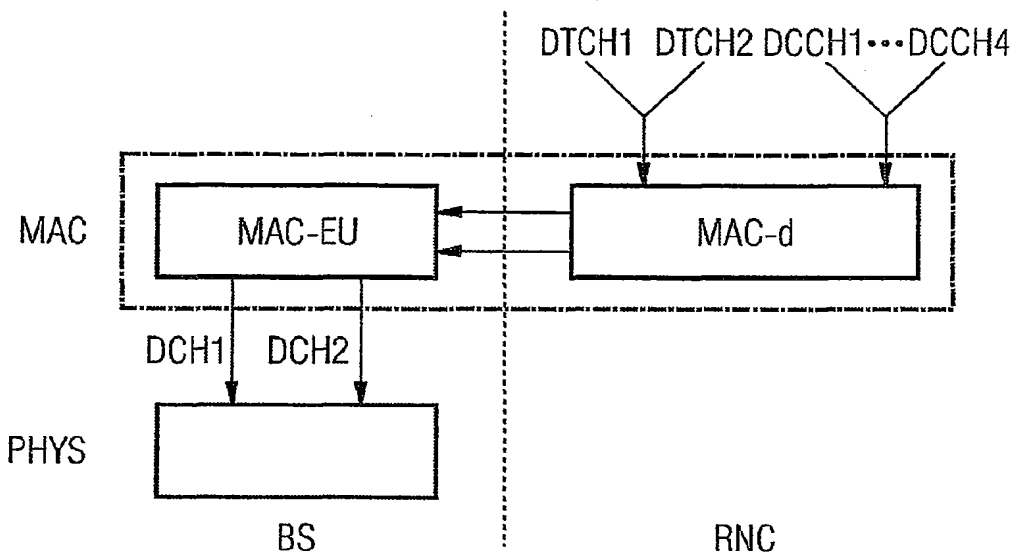 DTCH1 DTCH2 DCCH1···DCCH4
MAC
MAC-EU
MAC-d
DCH1
DCH2
PHYS
BS
RNC